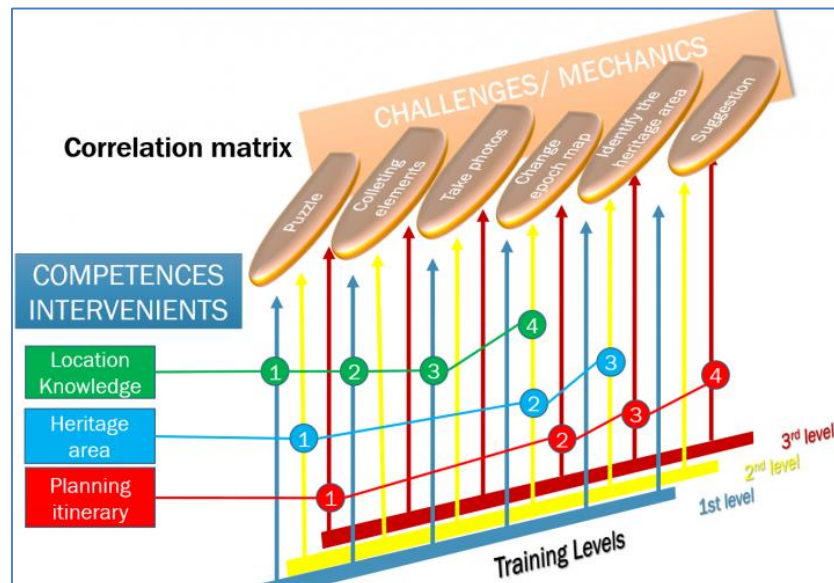 CHALLENGES/ MECHANICS
Correlation matrix
Puzzle
Colleting
elements
Take photos
Change
epoch map
Identify the
heritage area
Suggestion
COMPETENCES
INTERVENIENTS
Location
Knowledge
1
2
3
4
Heritage
area
1
2
3
Planning
itinerary
1
2
3
4
3rd level
2nd level
1st level
Training Levels